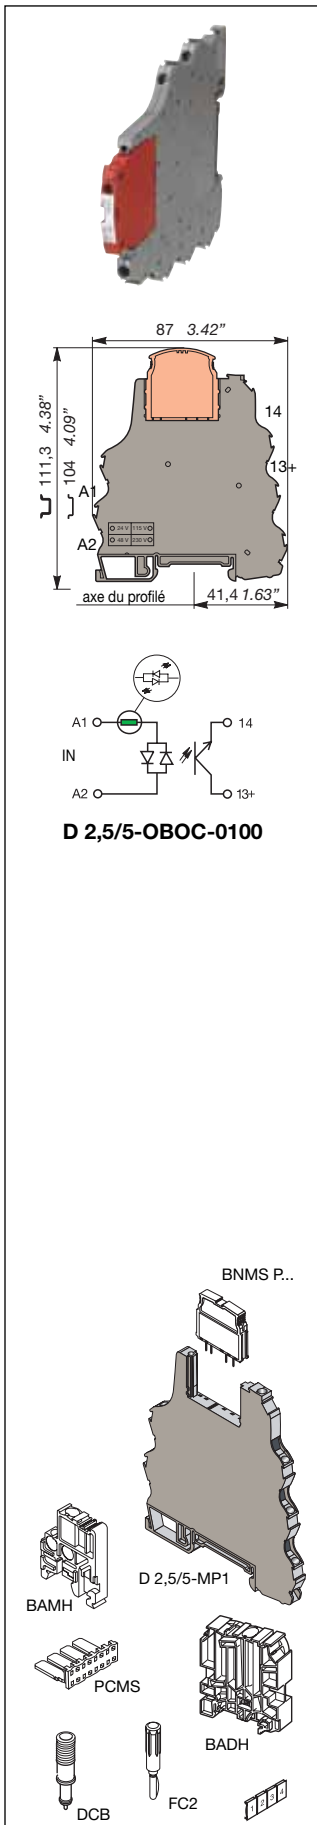 87 3.42"
111,3 4.38"
104 4.09"
14
13+
A1
A2
24 V 115 V
48 V 230 V
axe du profilé
41,4 1.63"
A1
14
IN
A2
13+
D 2,5/5-OBOC-0100
BNMS P...
D 2,5/5-MP1
BAMH
PCMS
BADH
DCB
FC2
1 2 3 4